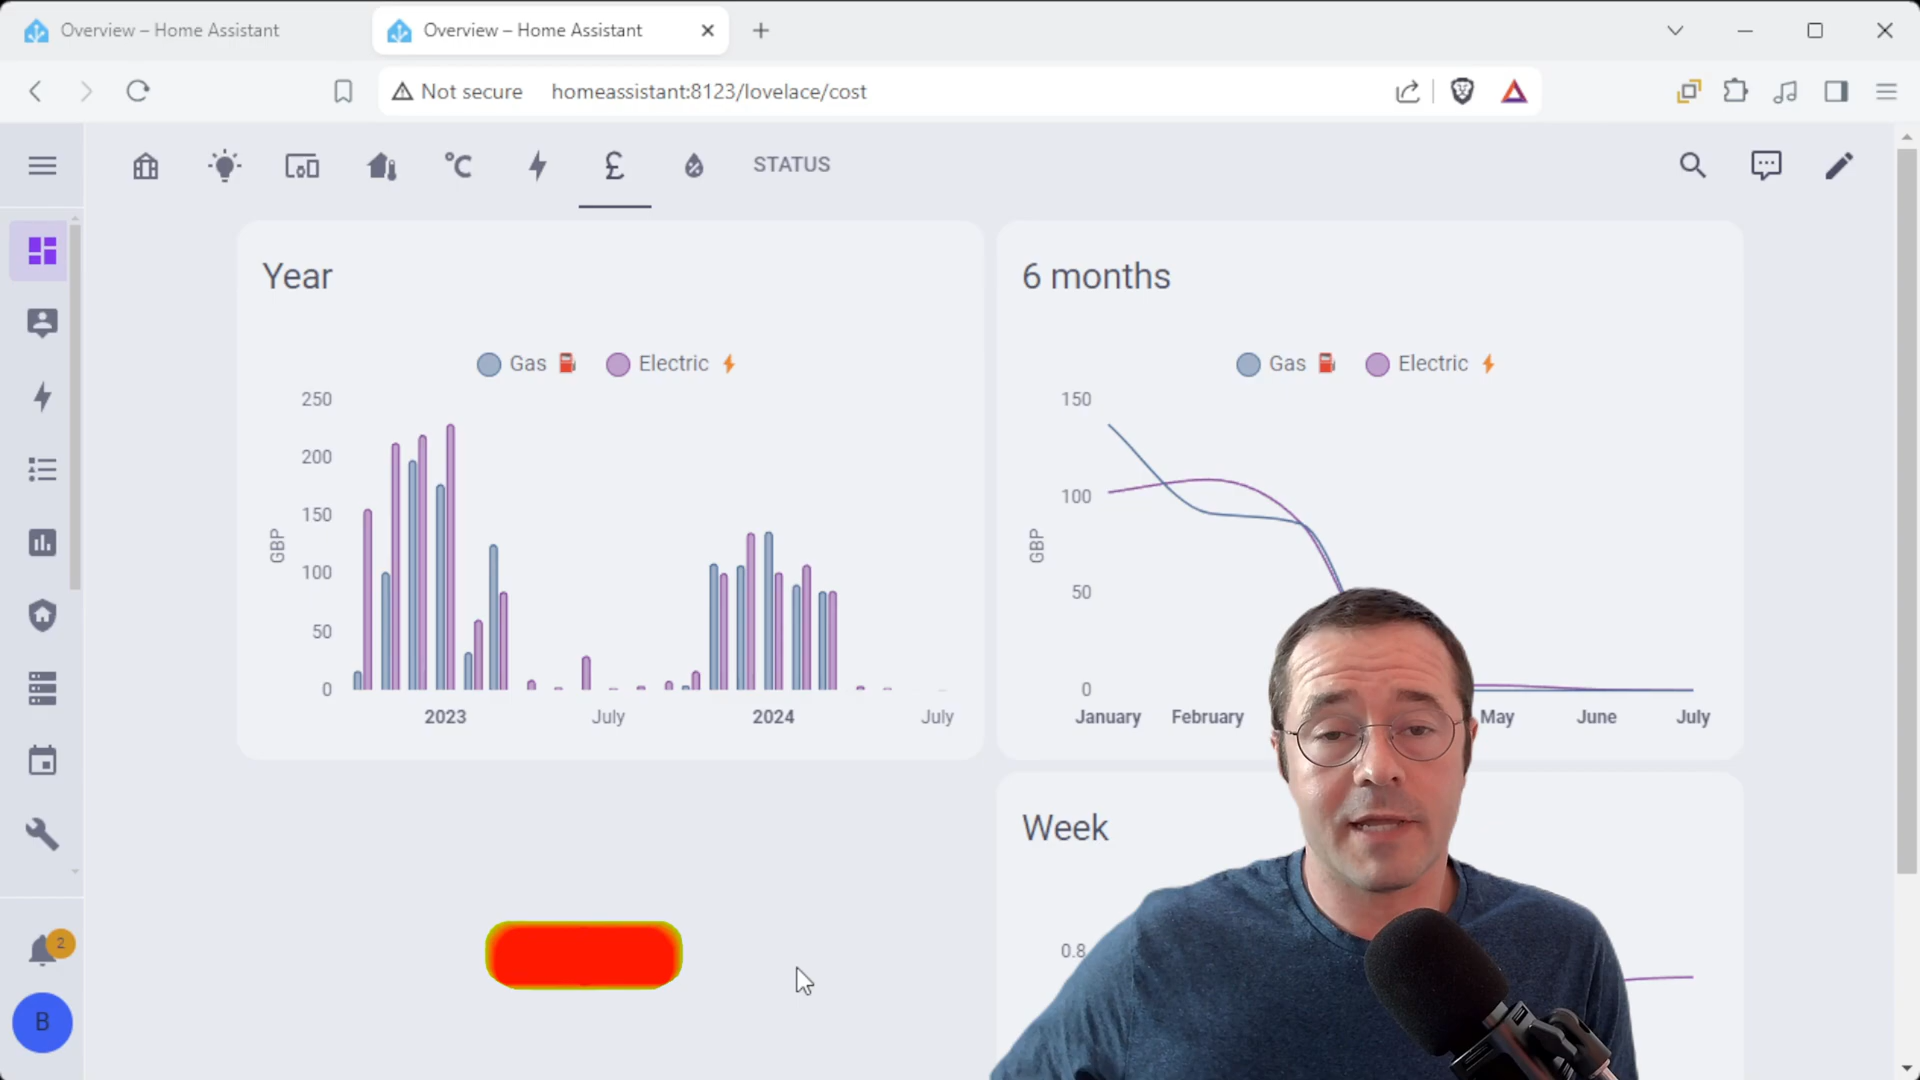 Overview – Home Assistant
Overview – Home Assistant
Not secure
homeassistant:8123/lovelace/cost
°C
£
STATUS
Year
Gas
Electric
250
200
150
100
50
0
GBP
2023
July
2024
July
6 months
Gas
Electric
150
100
50
0
GBP
January
February
May
June
July
Week
0.8
2
B